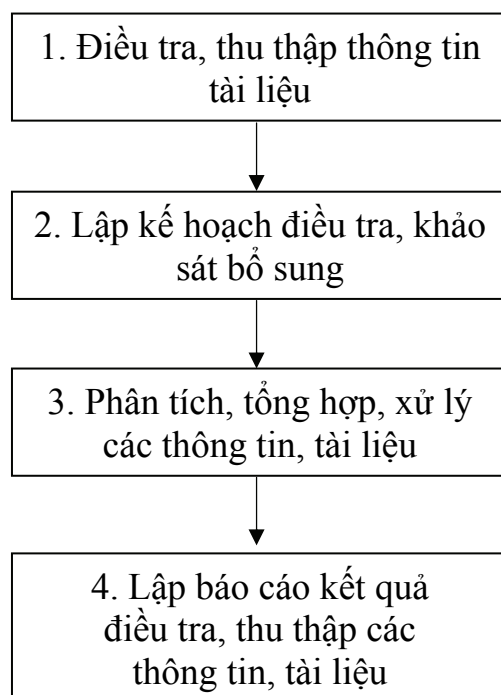 1. Điều tra, thu thập thông tin
tài liệu
2. Lập kế hoạch điều tra, khảo
sát bổ sung
3. Phân tích, tổng hợp, xử lý
các thông tin, tài liệu
4. Lập báo cáo kết quả
điều tra, thu thập các
thông tin, tài liệu